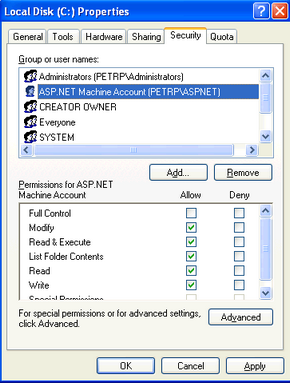 Local Disk (C:) Properties
General Tools Hardware Sharing Security Quota
Group or user names:
Administrators (PETRP\Administrators)
ASP.NET Machine Account (PETRP\ASPNET)
CREATOR OWNER
Everyone
SYSTEM
Add... Remove
Permissions for ASP.NET
Machine Account Allow Deny
Full Control
Modify
Read & Execute
List Folder Contents
Read
Write
Special Permissions
For special permissions or for advanced settings,
click Advanced.
Advanced
OK Cancel Apply